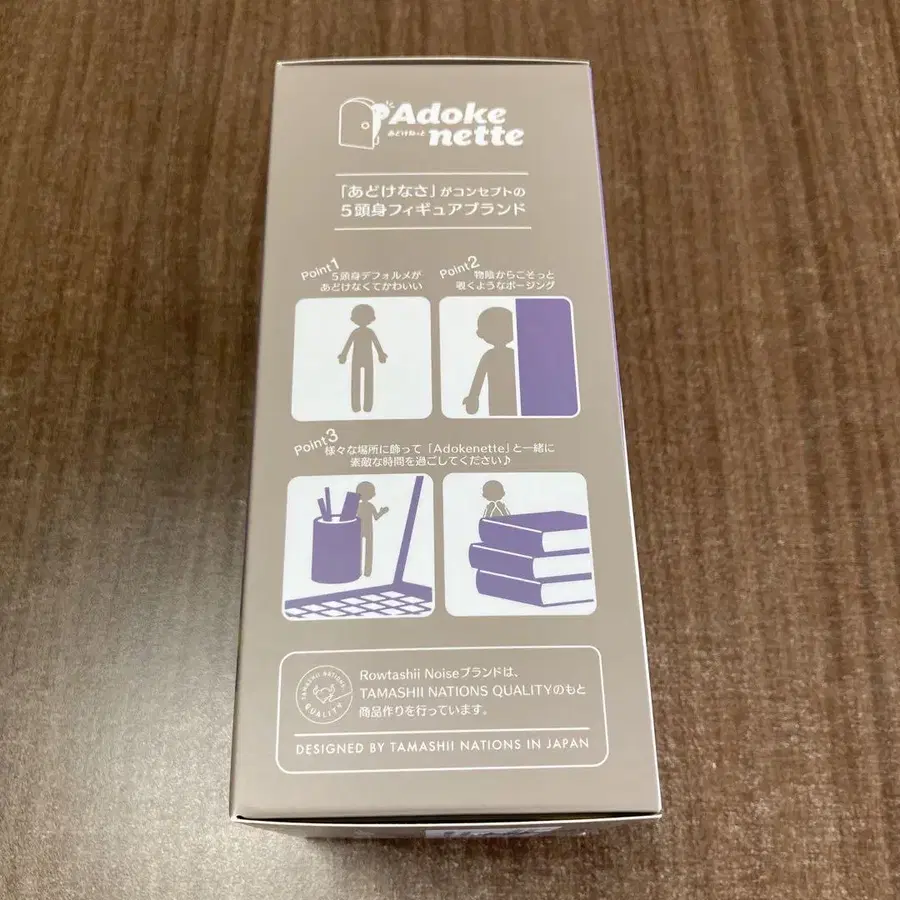 Adoke
nette
あどけねっと
「あどけなさ」がコンセプトの
5頭身フィギュアブランド
Point1
5頭身デフォルメが
あどけなくてかわいい
Point2
物陰からこそっと
覗くようなポージング
Point3
様々な場所に飾って「Adokenette」と一緒に
素敵な時間を過ごしてください♪
TAMASHII NATIONS
QUALITY
Rowtashii Noiseブランドは、
TAMASHII NATIONS QUALITYのもと
商品作りを行っています。
DESIGNED BY TAMASHII NATIONS IN JAPAN